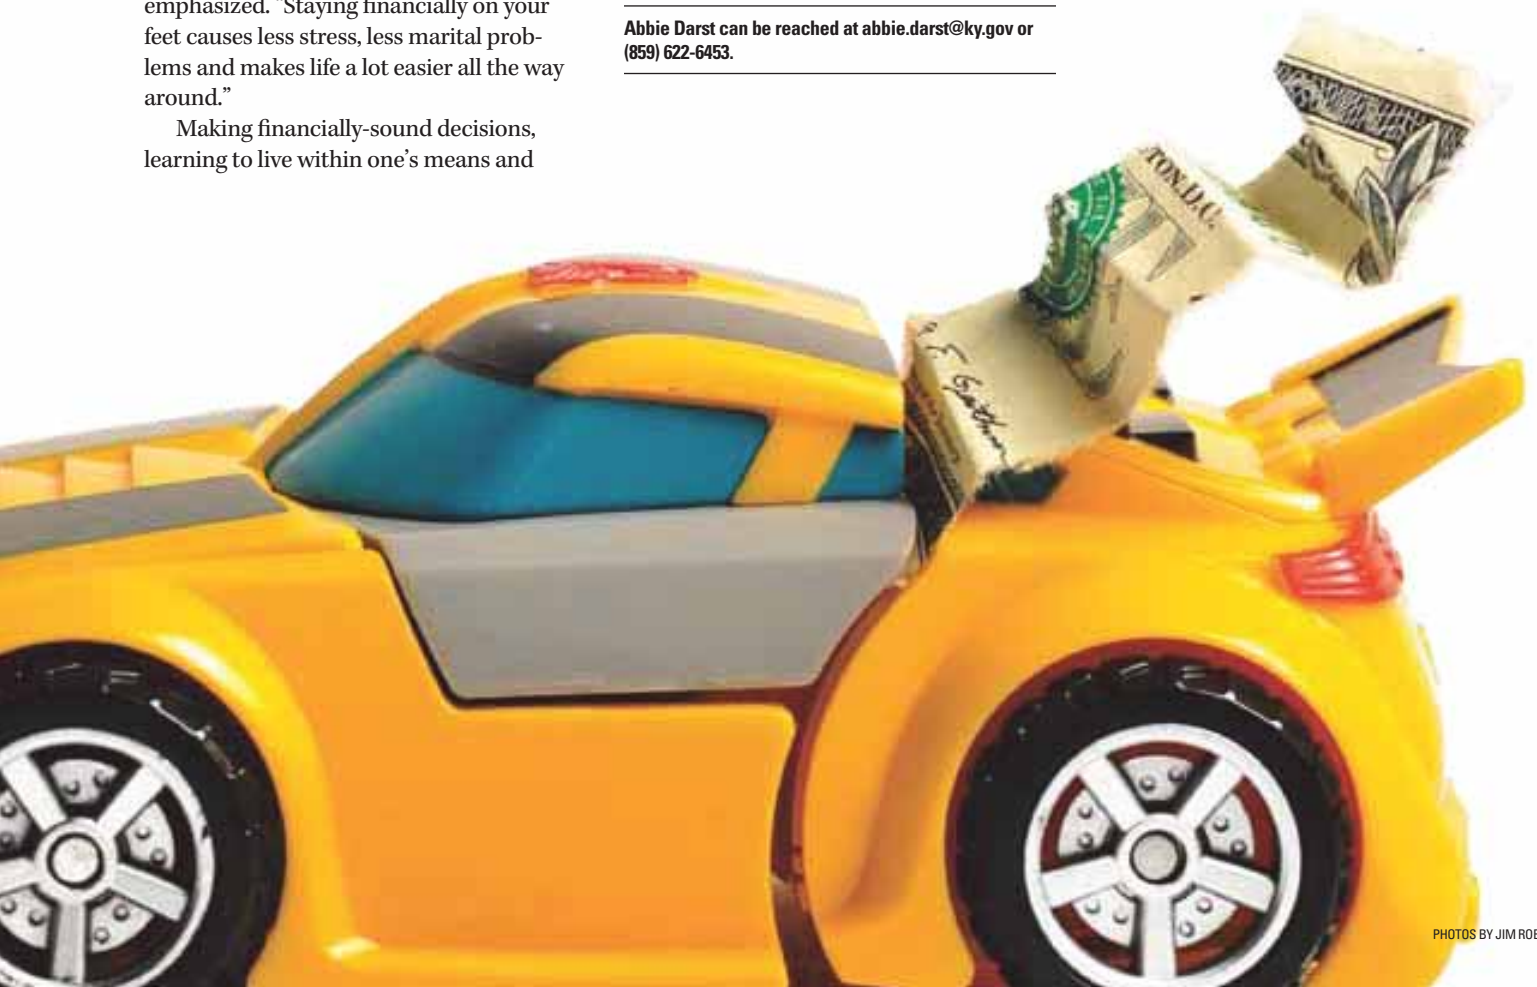 emphasized. "Staying financially on your
feet causes less stress, less marital prob-
lems and makes life a lot easier all the way
around."
Making financially-sound decisions,
learning to live within one's means and
Abbie Darst can be reached at abbie.darst@ky.gov or
(859) 622-6453.
TON, D.C.
PHOTOS BY JIM